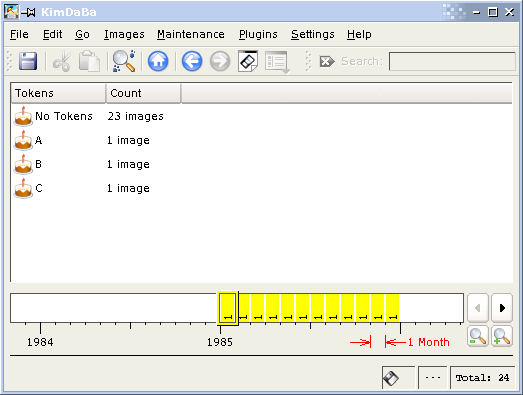 KimDaBa
File Edit Go Images Maintenance Plugins Settings Help
Search:
Tokens Count
No Tokens 23 images
A 1 image
B 1 image
C 1 image
1 1 1 1 1 1 1 1 1 1 1 1
1984 1985 1 Month
Total: 24